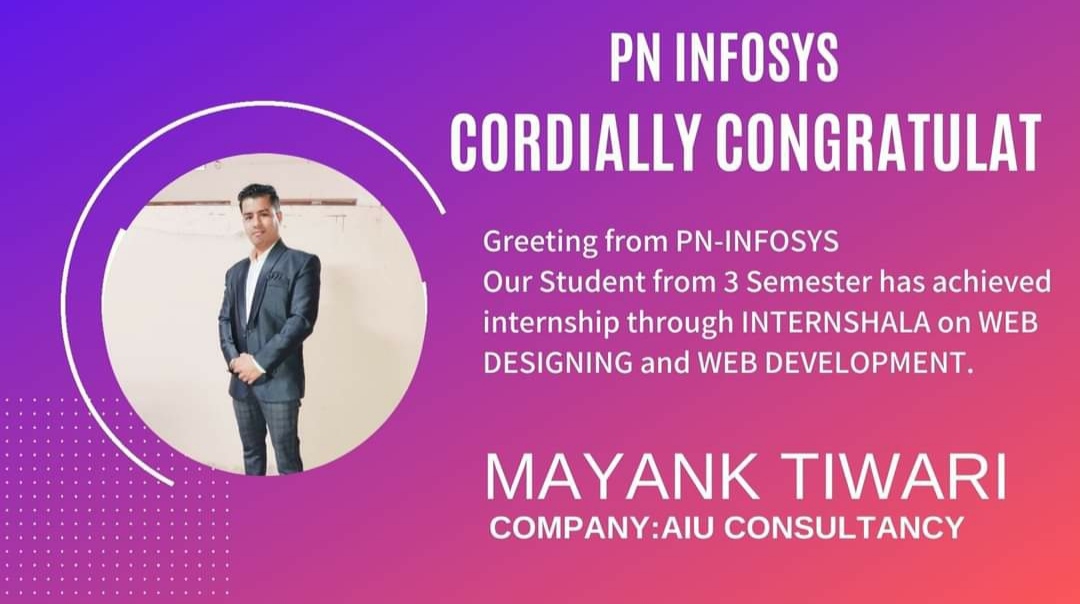 PN INFOSYS
CORDIALLY CONGRATULAT
Greeting from PN-INFOSYS
Our Student from 3 Semester has achieved
internship through INTERNSHALA on WEB
DESIGNING and WEB DEVELOPMENT.
MAYANK TIWARI
COMPANY:AIU CONSULTANCY